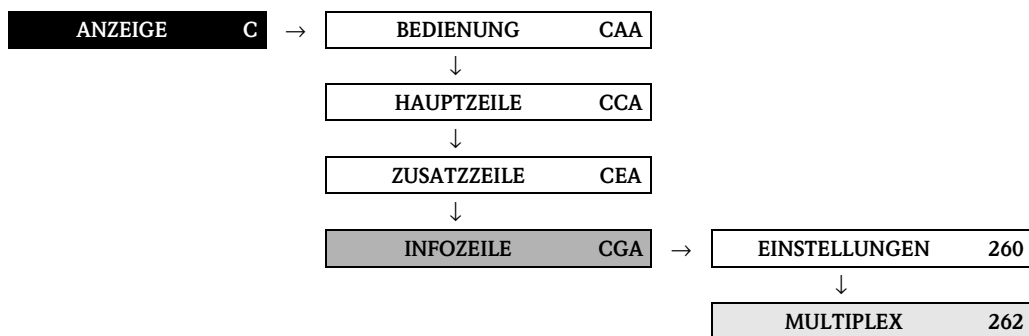 ANZEIGE C → BEDIENUNG CAA
↓
HAUPTZEILE CCA
↓
ZUSATZZEILE CEA
↓
INFOZEILE CGA → EINSTELLUNGEN 260
↓
MULTIPLEX 262